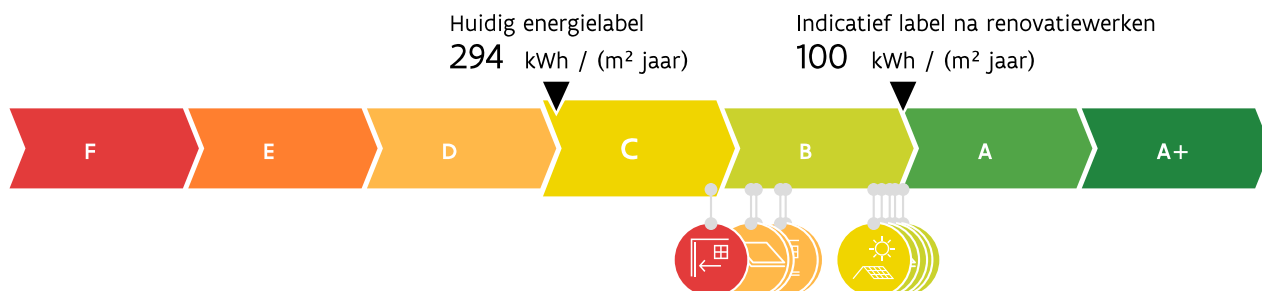 Huidig energielabel
294 kWh / (m² jaar)
Indicatief label na renovatiewerken
100 kWh / (m² jaar)
F E D C B A A+